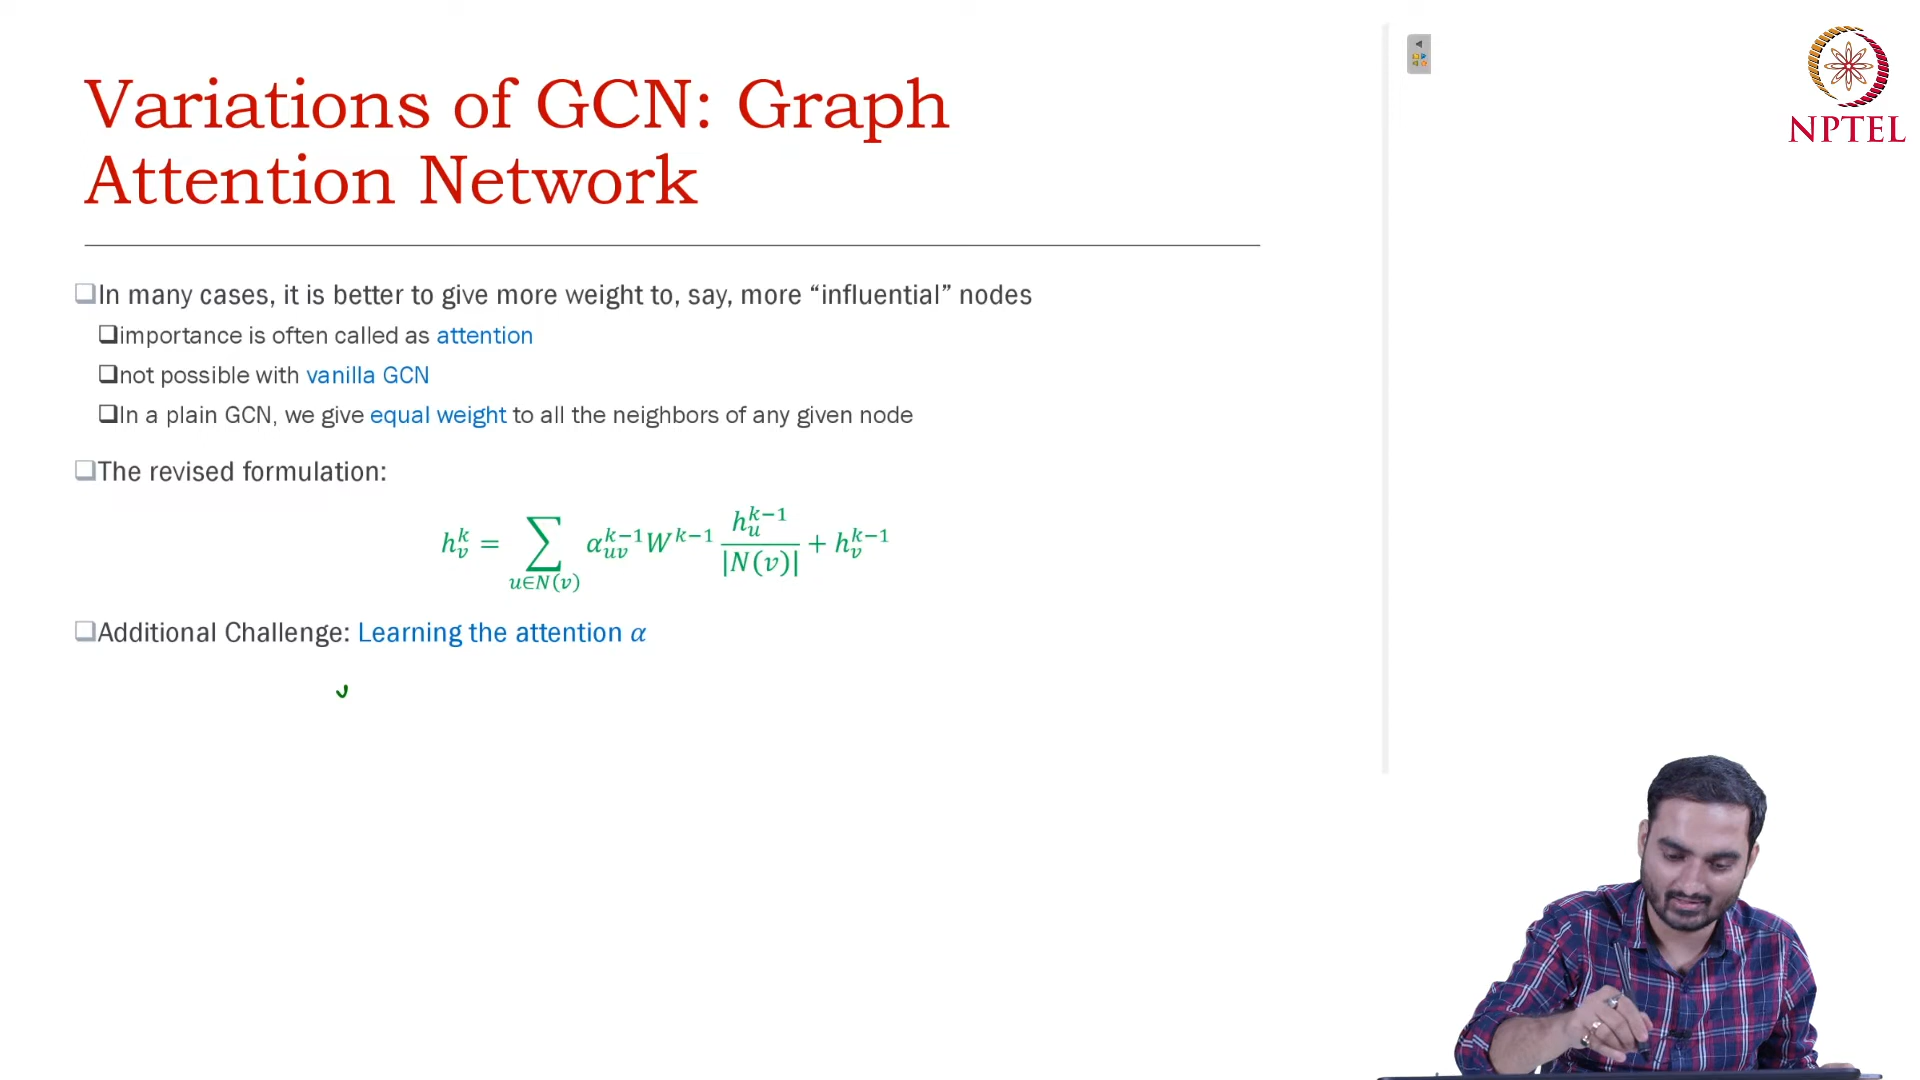 Variations of GCN: Graph
Attention Network
In many cases, it is better to give more weight to, say, more “influential” nodes
importance is often called as attention
not possible with vanilla GCN
In a plain GCN, we give equal weight to all the neighbors of any given node
The revised formulation:
h_v^k = ∑_{u∈N(v)} α_{uv}^{k−1} W^{k−1} h_u^{k−1} / |N(v)| + h_v^{k−1}
Additional Challenge: Learning the attention α
NPTEL